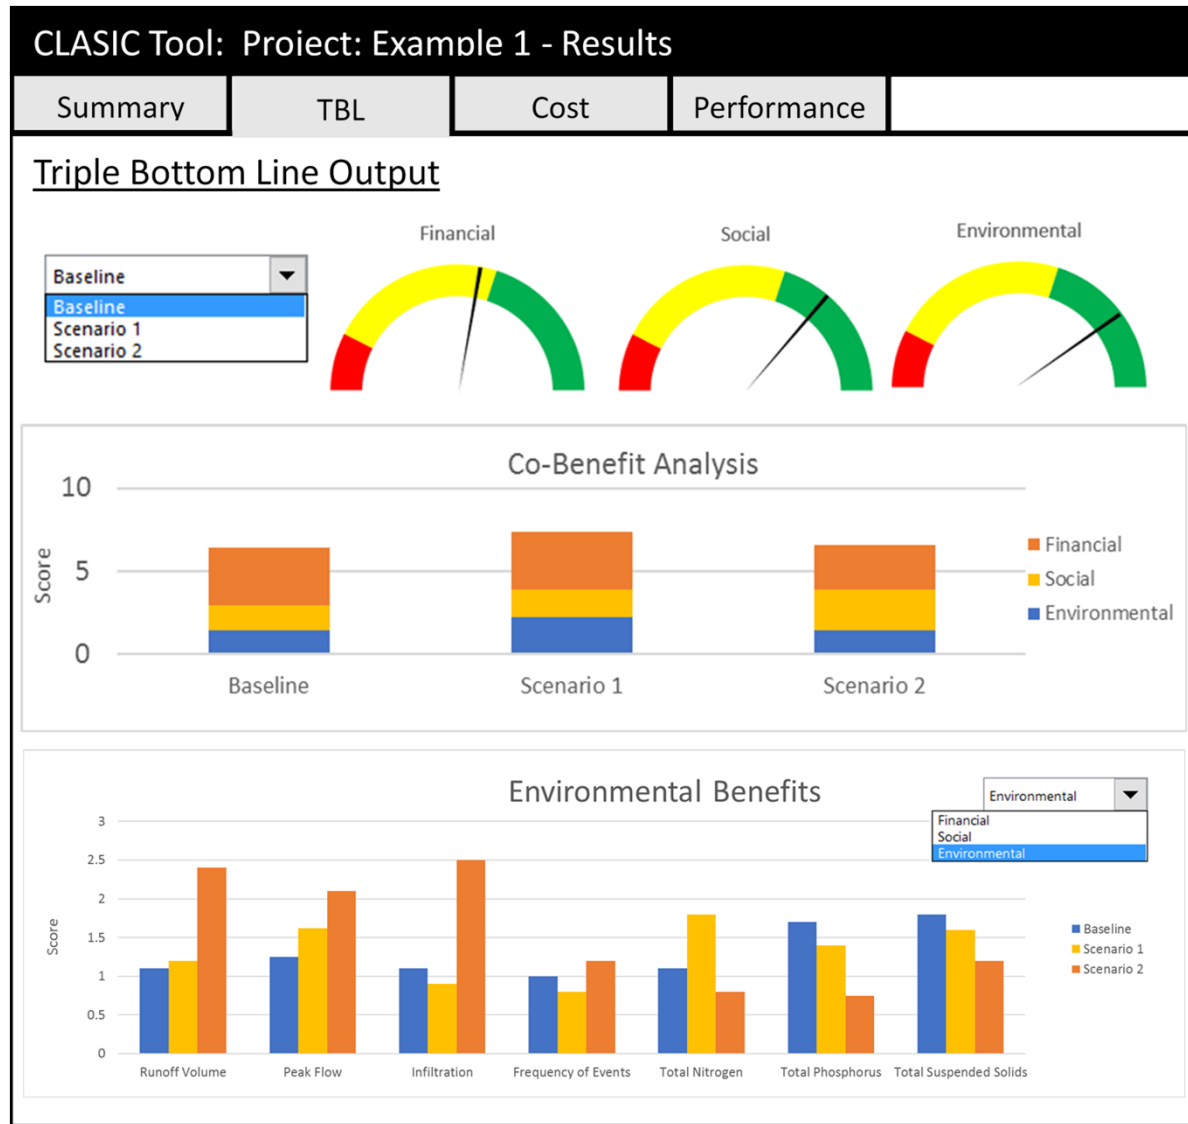 CLASIC Tool:  Project: Example 1 - Results
Summary
TBL
Cost
Performance
Triple Bottom Line Output
Baseline
Baseline
Scenario 1
Scenario 2
Financial
Social
Environmental
Co-Benefit Analysis
10
5
0
Score
Baseline
Scenario 1
Scenario 2
Financial
Social
Environmental
Environmental Benefits
Environmental
Financial
Social
Environmental
3
2.5
2
1.5
1
0.5
0
Score
Runoff Volume
Peak Flow
Infiltration
Frequency of Events
Total Nitrogen
Total Phosphorus
Total Suspended Solids
Baseline
Scenario 1
Scenario 2